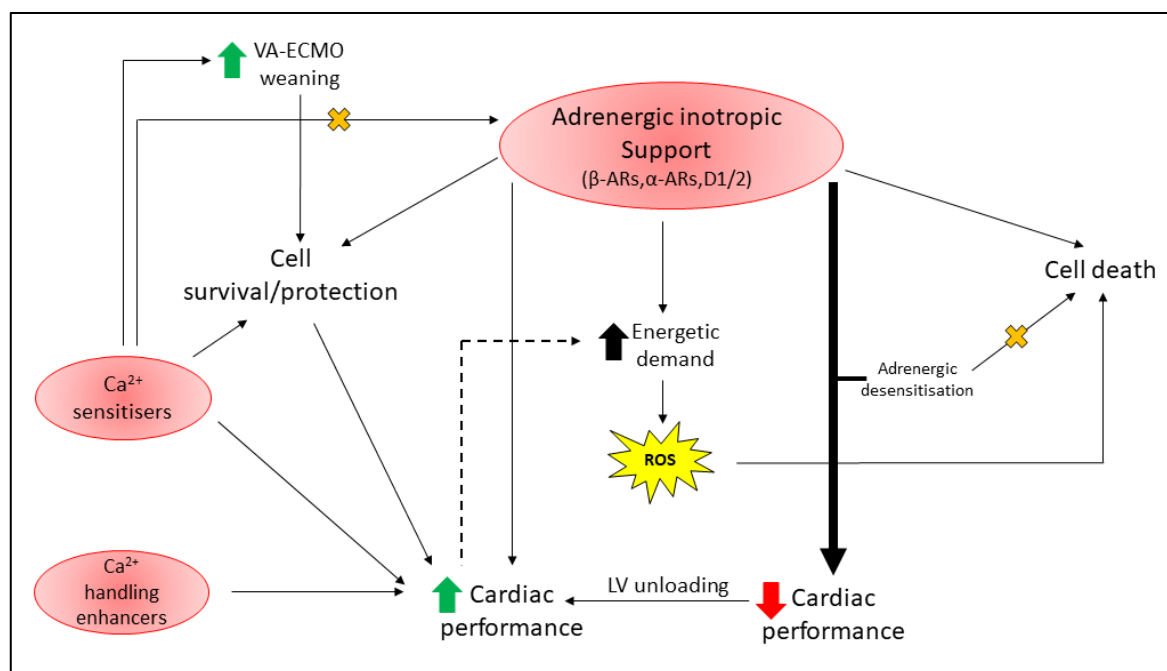 VA-ECMO
weaning
Adrenergic inotropic
Support
(β-ARs,α-ARs,D1/2)
Cell
survival/protection
Cell death
Energetic
demand
Adrenergic
desensitisation
Ca²⁺
sensitisers
ROS
Ca²⁺
handling
enhancers
Cardiac
performance
LV unloading
Cardiac
performance